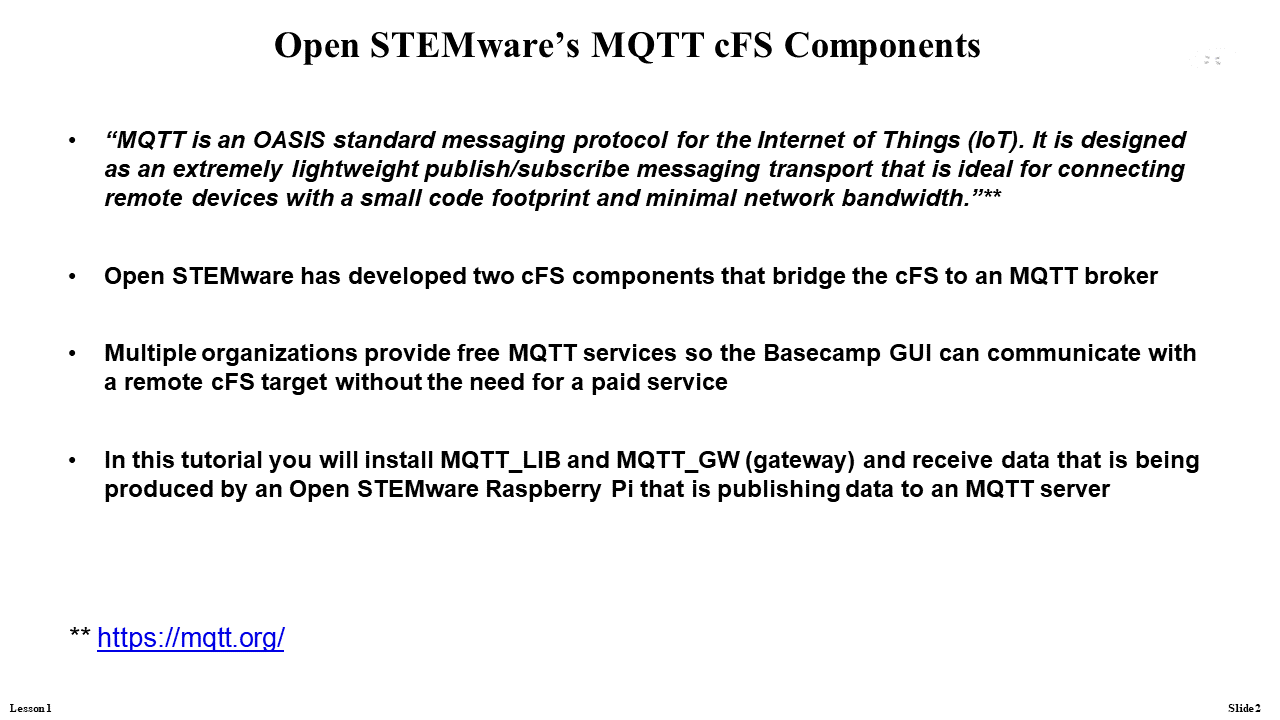 Open STEMware’s MQTT cFS Components
• “MQTT is an OASIS standard messaging protocol for the Internet of Things (IoT). It is designed
as an extremely lightweight publish/subscribe messaging transport that is ideal for connecting
remote devices with a small code footprint and minimal network bandwidth.”**
• Open STEMware has developed two cFS components that bridge the cFS to an MQTT broker
• Multiple organizations provide free MQTT services so the Basecamp GUI can communicate with
a remote cFS target without the need for a paid service
• In this tutorial you will install MQTT_LIB and MQTT_GW (gateway) and receive data that is being
produced by an Open STEMware Raspberry Pi that is publishing data to an MQTT server
** https://mqtt.org/
Lesson 1
Slide 2